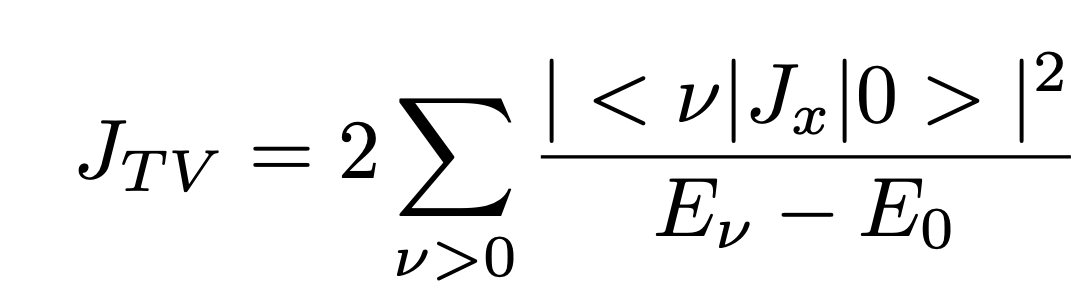 J_{TV} = 2 \sum_{\nu>0} \frac{| < \nu|J_x|0 > |^2}{E_\nu - E_0}